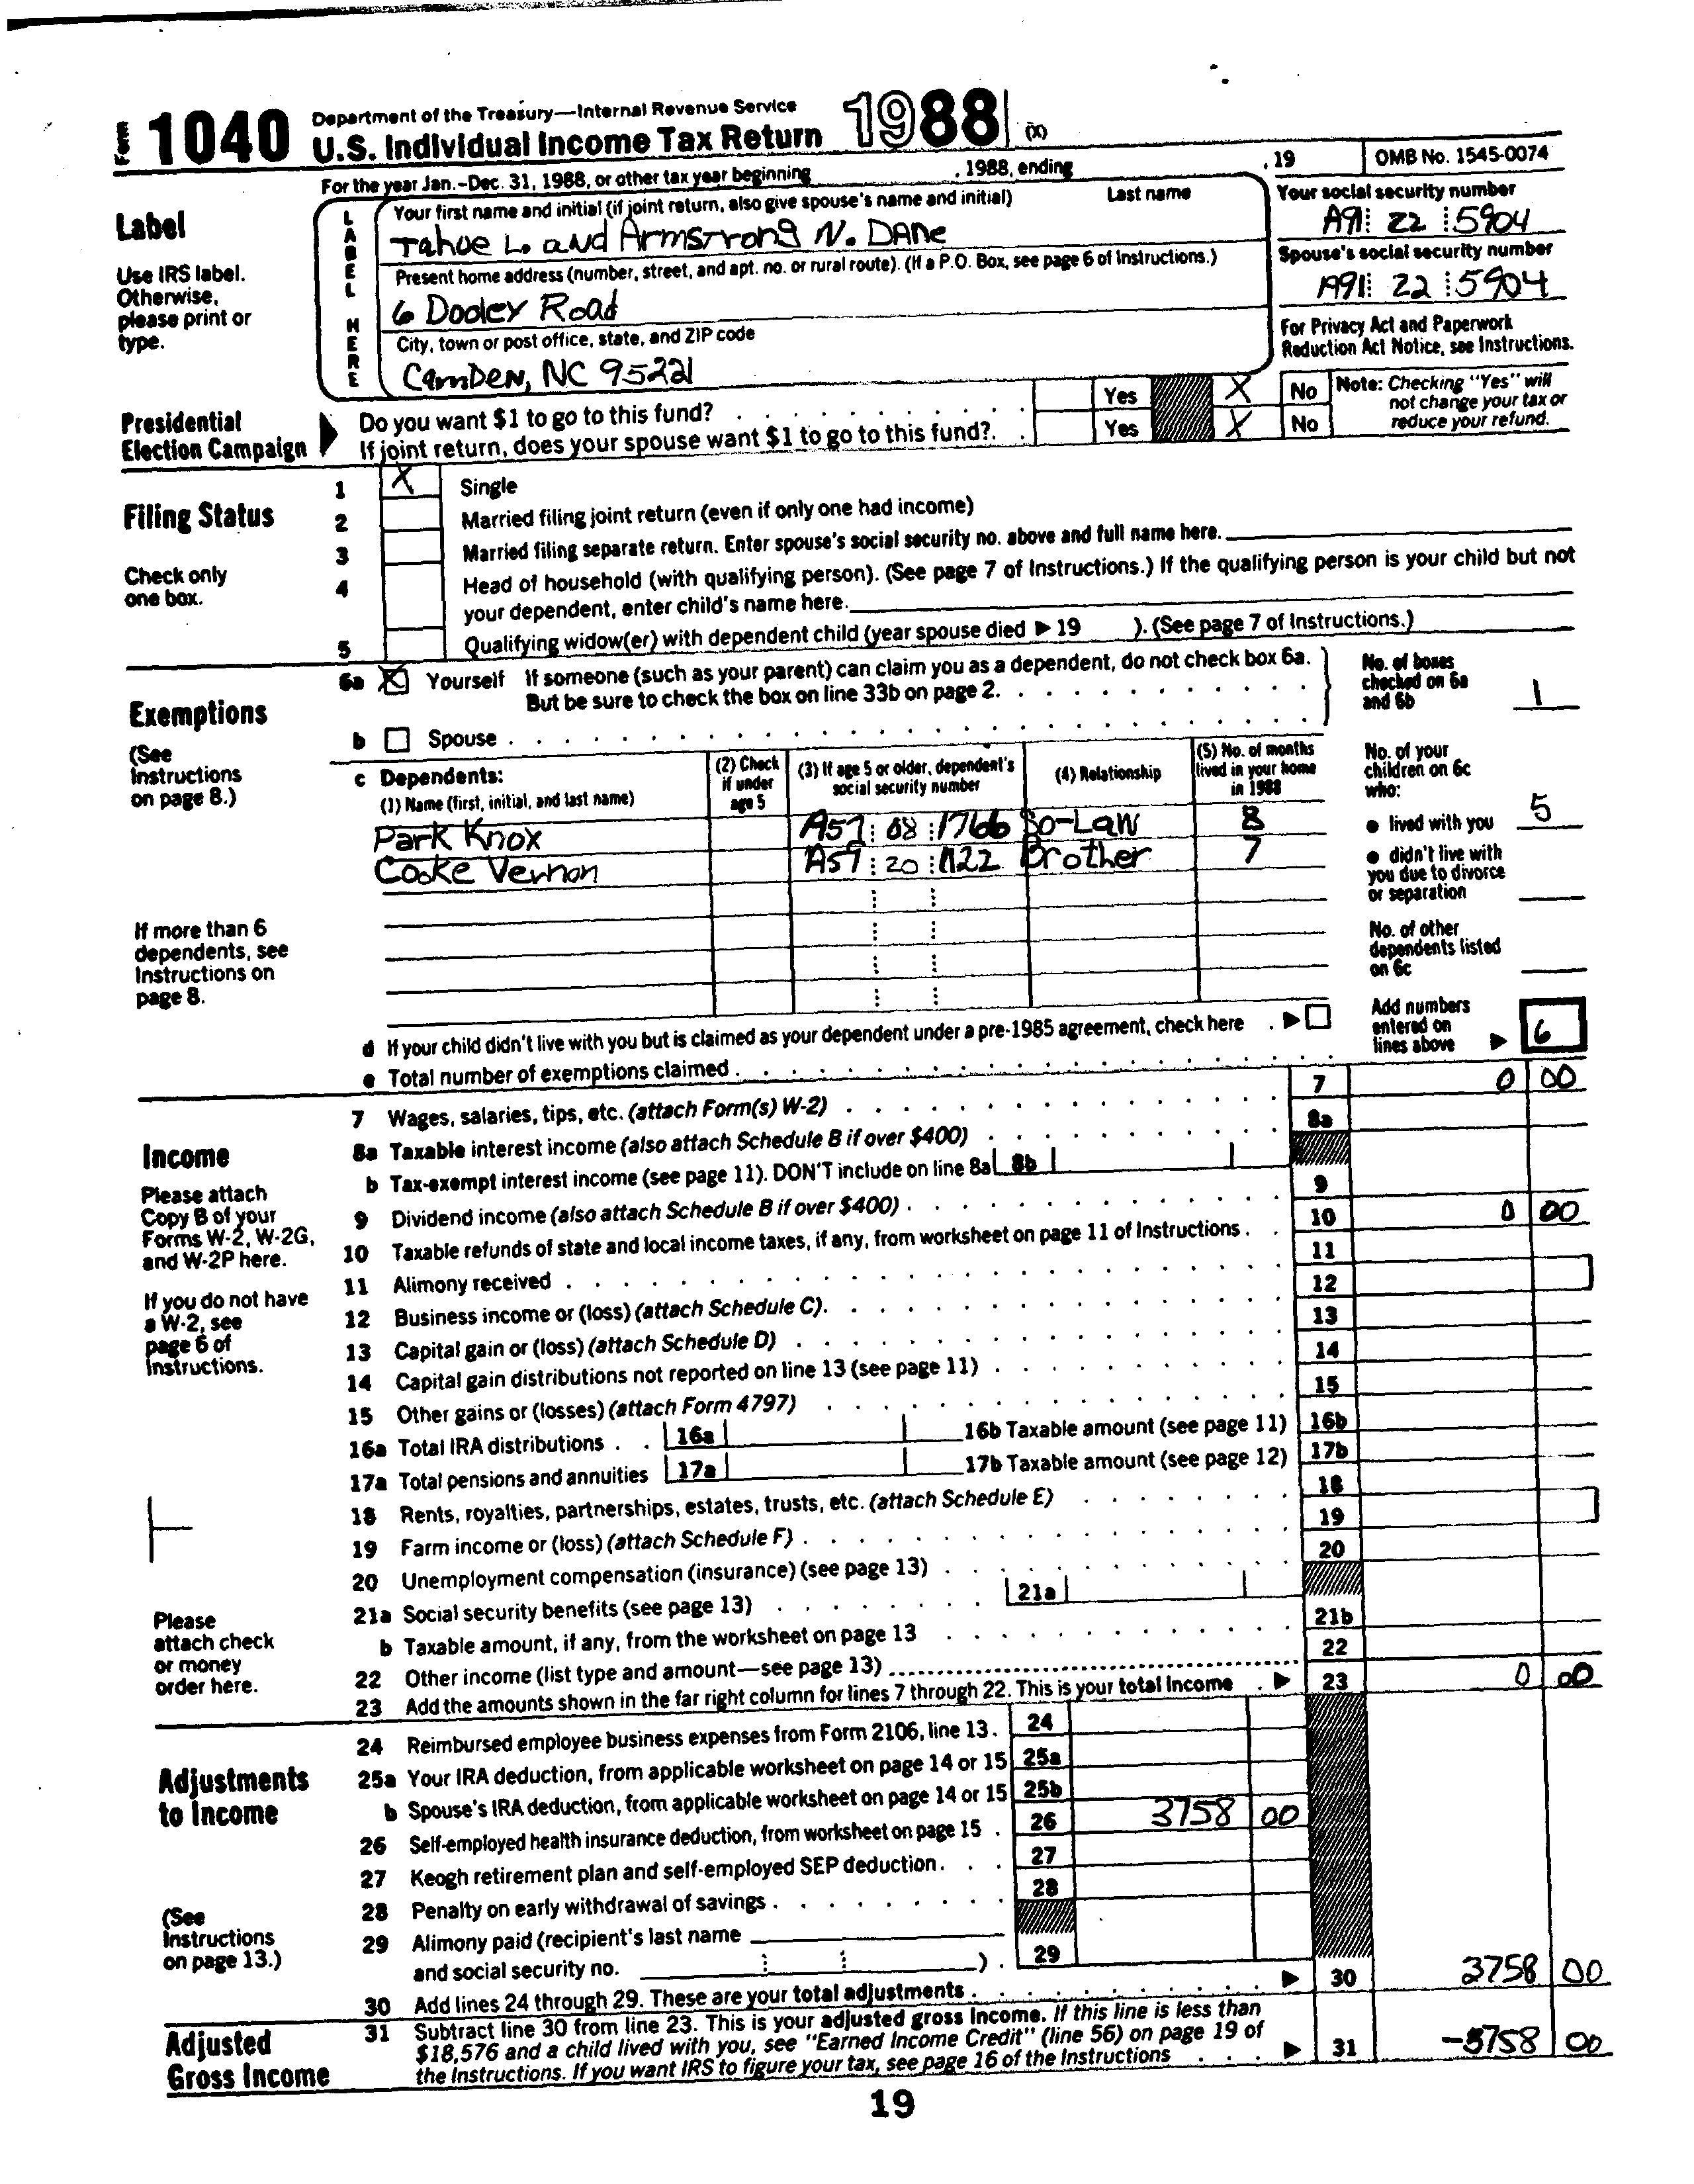 Form 1040 Department of the Treasury—Internal Revenue Service
U.S. Individual Income Tax Return 1988 (X)
For the year Jan.-Dec. 31, 1988, or other tax year beginning , 1988, ending , 19 OMB No. 1545-0074
Label
Use IRS label.
Otherwise,
please print or
type.
LABEL HERE
Your first name and initial (if joint return, also give spouse's name and initial) Last name
Tahoe L. and Armstrong N. Dane
Present home address (number, street, and apt. no. or rural route). (If a P.O. Box, see page 6 of Instructions.)
6 Dooley Road
City, town or post office, state, and ZIP code
Camden, NC 95221
Your social security number
A91 22 5904
Spouse's social security number
A91 22 5904
For Privacy Act and Paperwork
Reduction Act Notice, see Instructions.
Presidential
Election Campaign
Do you want $1 to go to this fund? Yes X No
If joint return, does your spouse want $1 to go to this fund?. Yes X No
Note: Checking "Yes" will
not change your tax or
reduce your refund.
Filing Status
Check only
one box.
1 X Single
2 Married filing joint return (even if only one had income)
3 Married filing separate return. Enter spouse's social security no. above and full name here.
4 Head of household (with qualifying person). (See page 7 of Instructions.) If the qualifying person is your child but not
your dependent, enter child's name here.
5 Qualifying widow(er) with dependent child (year spouse died ▶ 19 ). (See page 7 of Instructions.)
Exemptions
(See
Instructions
on page 8.)
If more than 6
dependents, see
Instructions on
page 8.
6a X Yourself If someone (such as your parent) can claim you as a dependent, do not check box 6a.
But be sure to check the box on line 33b on page 2.
b Spouse
c Dependents:
(1) Name (first, initial, and last name)
(2) Check
if under
age 5
(3) If age 5 or older, dependent's
social security number
(4) Relationship
(5) No. of months
lived in your home
in 1988
Park Knox A57 08 1766 So-Law 8
Cooke Vernon A59 20 1122 Brother 7
No. of boxes
checked on 6a
and 6b 1
No. of your
children on 6c
who:
● lived with you 5
● didn't live with
you due to divorce
or separation
No. of other
dependents listed
on 6c
Add numbers
entered on
lines above ▶ 6
d If your child didn't live with you but is claimed as your dependent under a pre-1985 agreement, check here ▶
e Total number of exemptions claimed
Income
Please attach
Copy B of your
Forms W-2, W-2G,
and W-2P here.
If you do not have
a W-2, see
page 6 of
Instructions.
Please
attach check
or money
order here.
7 Wages, salaries, tips, etc. (attach Form(s) W-2) 7 0 00
8a Taxable interest income (also attach Schedule B if over $400) 8a
b Tax-exempt interest income (see page 11). DON'T include on line 8a 8b
9 Dividend income (also attach Schedule B if over $400) 9
10 Taxable refunds of state and local income taxes, if any, from worksheet on page 11 of Instructions 10 0 00
11 Alimony received 11
12 Business income or (loss) (attach Schedule C). 12
13 Capital gain or (loss) (attach Schedule D) 13
14 Capital gain distributions not reported on line 13 (see page 11) 14
15 Other gains or (losses) (attach Form 4797) 15
16a Total IRA distributions 16a 16b Taxable amount (see page 11) 16b
17a Total pensions and annuities 17a 17b Taxable amount (see page 12) 17b
18 Rents, royalties, partnerships, estates, trusts, etc. (attach Schedule E) 18
19 Farm income or (loss) (attach Schedule F) 19
20 Unemployment compensation (insurance) (see page 13) 20
21a Social security benefits (see page 13) 21a
b Taxable amount, if any, from the worksheet on page 13 21b
22 Other income (list type and amount—see page 13) 22
23 Add the amounts shown in the far right column for lines 7 through 22. This is your total income ▶ 23 0 00
Adjustments
to Income
(See
Instructions
on page 13.)
24 Reimbursed employee business expenses from Form 2106, line 13. 24
25a Your IRA deduction, from applicable worksheet on page 14 or 15 25a
b Spouse's IRA deduction, from applicable worksheet on page 14 or 15 25b
26 Self-employed health insurance deduction, from worksheet on page 15 26 3758 00
27 Keogh retirement plan and self-employed SEP deduction. 27
28 Penalty on early withdrawal of savings 28
29 Alimony paid (recipient's last name
and social security no. ). 29
30 Add lines 24 through 29. These are your total adjustments ▶ 30 3758 00
Adjusted
Gross Income
31 Subtract line 30 from line 23. This is your adjusted gross income. If this line is less than
$18,576 and a child lived with you, see "Earned Income Credit" (line 56) on page 19 of
the Instructions. If you want IRS to figure your tax, see page 16 of the Instructions ▶ 31 -3758 00
19